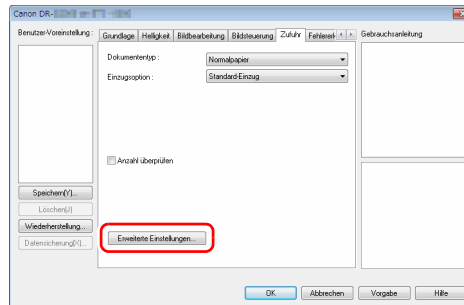 Canon DR-
Benutzer-Voreinstellung :
Grundlage Helligkeit Bildbearbeitung Bildsteuerung Zufuhr
Gebrauchsanleitung
Dokumententyp :
Normalpapier
Einzugsoption :
Standard-Einzug
Anzahl überprüfen
Speichern(Y)...
Löschen(J)
Wiederherstellung...
Datensicherung(X)...
Erweiterte Einstellungen...
OK Abbrechen Vorgabe Hilfe